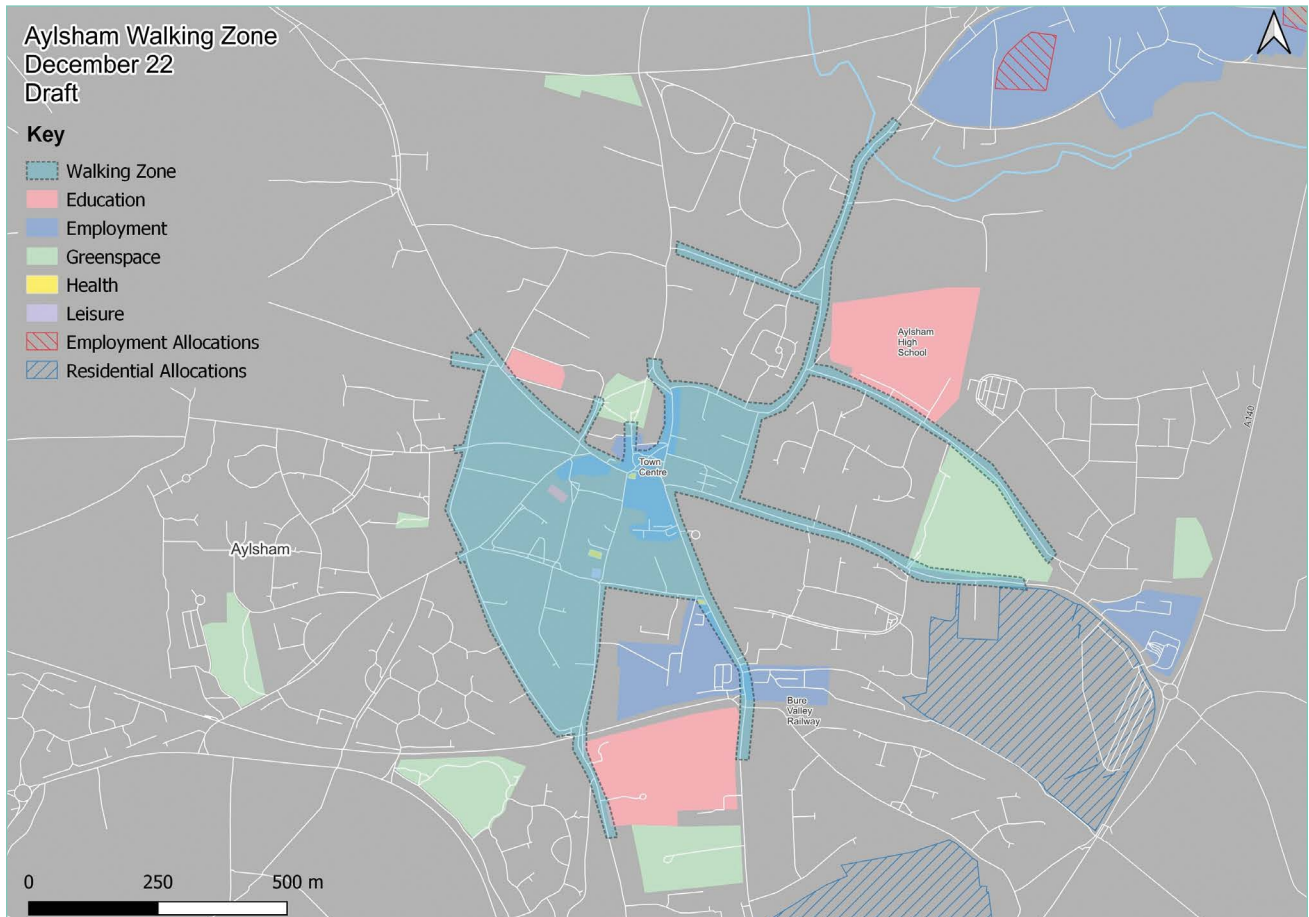 Aylsham Walking Zone
December 22
Draft
Key
Walking Zone
Education
Employment
Greenspace
Health
Leisure
Employment Allocations
Residential Allocations
Aylsham
High
School
A140
Town
Centre
Aylsham
Bure
Valley
Railway
0 250 500 m